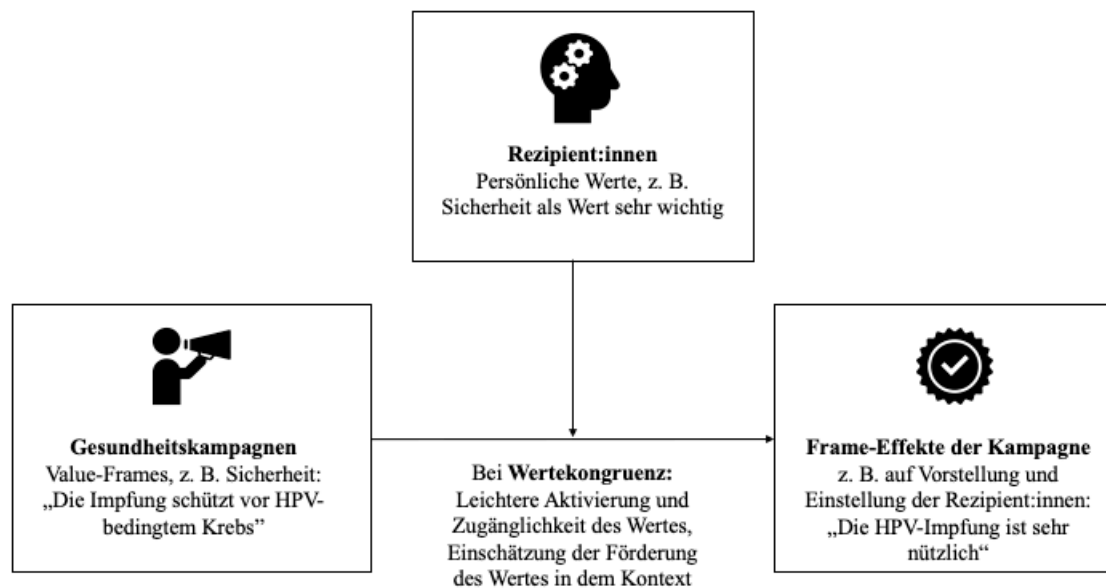 Rezipient:innen
Persönliche Werte, z. B.
Sicherheit als Wert sehr wichtig
Gesundheitskampagnen
Value-Frames, z. B. Sicherheit:
„Die Impfung schützt vor HPV-
bedingtem Krebs”
Bei Wertekongruenz:
Leichtere Aktivierung und
Zugänglichkeit des Wertes,
Einschätzung der Förderung
des Wertes in dem Kontext
Frame-Effekte der Kampagne
z. B. auf Vorstellung und
Einstellung der Rezipient:innen:
„Die HPV-Impfung ist sehr
nützlich“